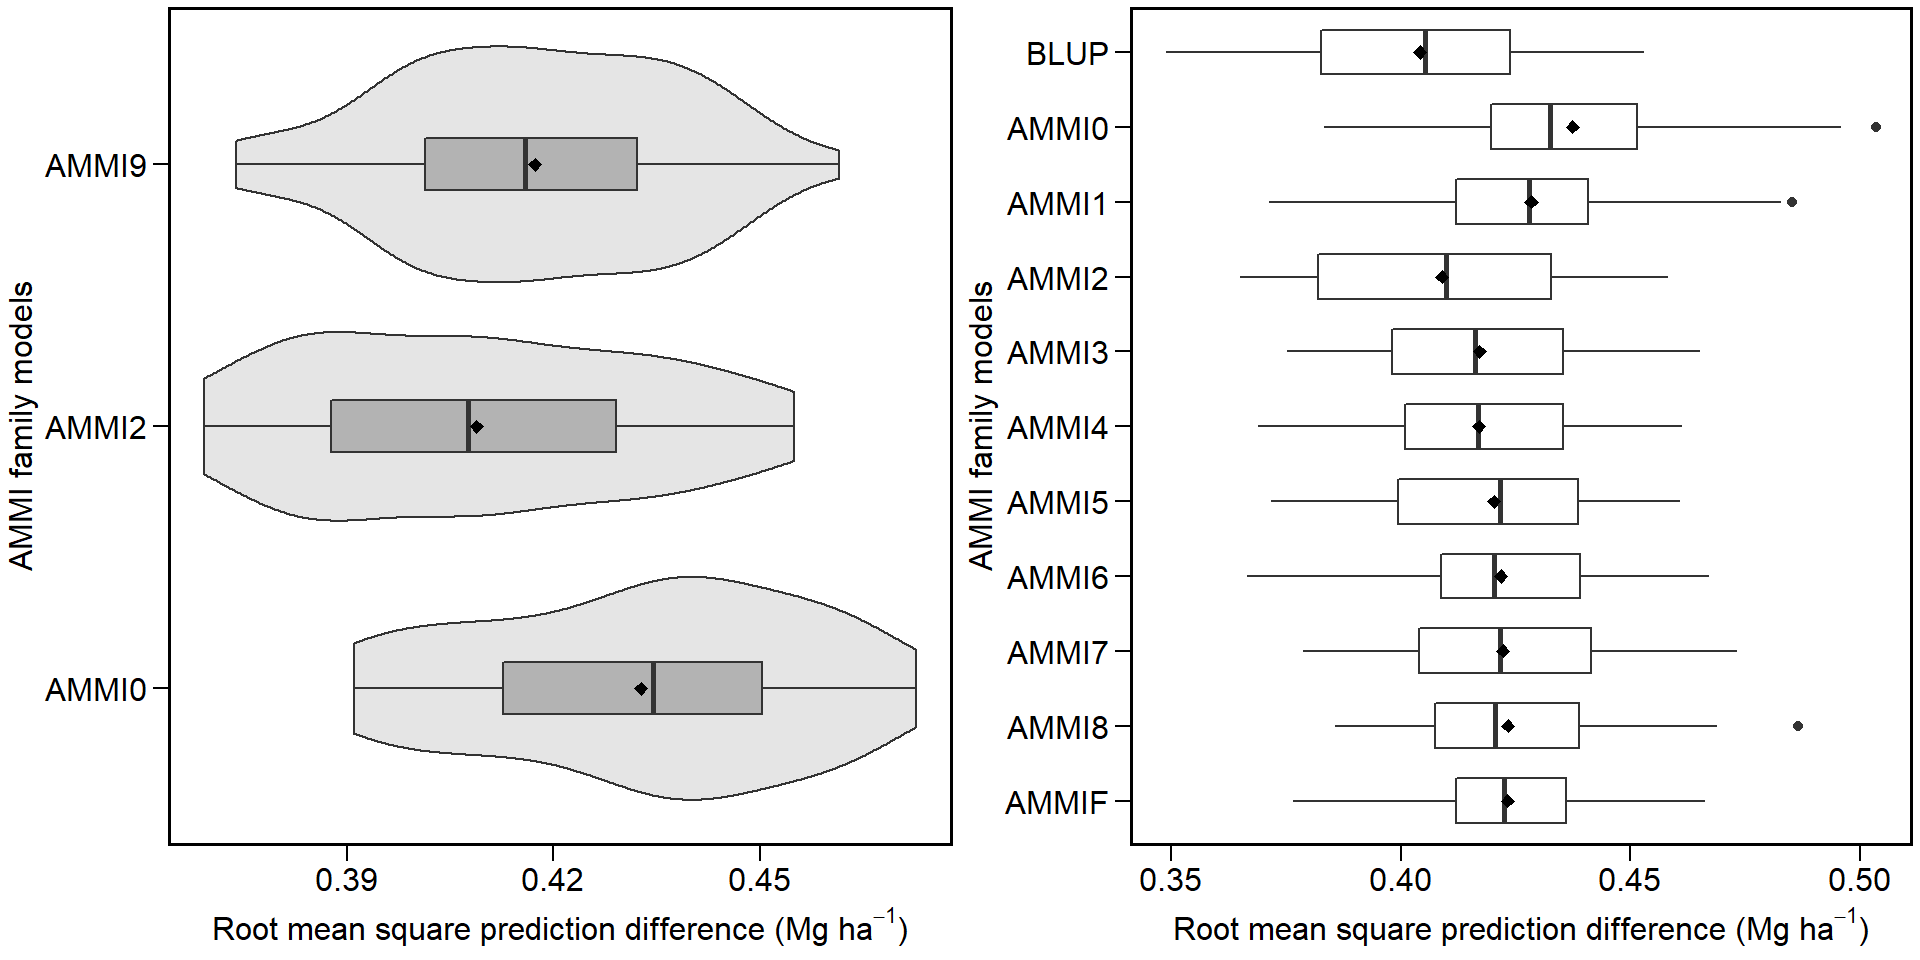 AMMI family models
AMMI9
AMMI2
AMMI0
0.39 0.42 0.45
Root mean square prediction difference (Mg ha⁻¹)
AMMI family models
BLUP
AMMI0
AMMI1
AMMI2
AMMI3
AMMI4
AMMI5
AMMI6
AMMI7
AMMI8
AMMIF
0.35 0.40 0.45 0.50
Root mean square prediction difference (Mg ha⁻¹)